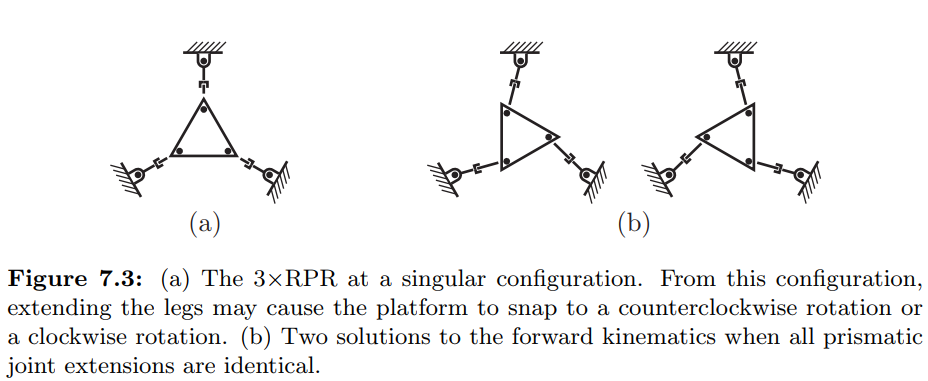 (a)
(b)
Figure 7.3: (a) The 3×RPR at a singular configuration. From this configuration,
extending the legs may cause the platform to snap to a counterclockwise rotation or
a clockwise rotation. (b) Two solutions to the forward kinematics when all prismatic
joint extensions are identical.